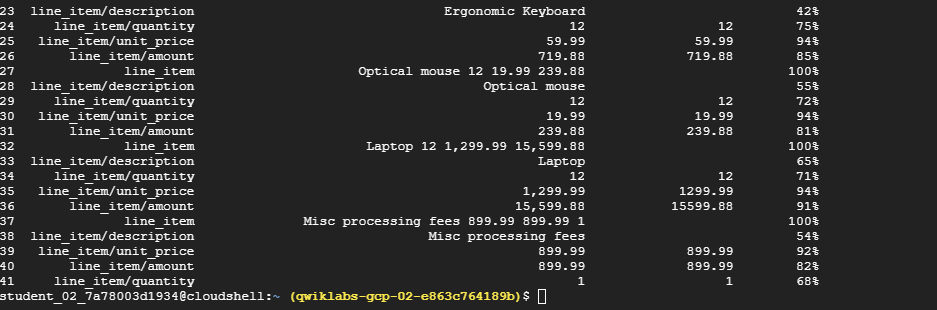 23 line_item/description Ergonomic Keyboard 42%
24 line_item/quantity 12 12 75%
25 line_item/unit_price 59.99 59.99 94%
26 line_item/amount 719.88 719.88 85%
27 line_item Optical mouse 12 19.99 239.88 100%
28 line_item/description Optical mouse 55%
29 line_item/quantity 12 12 72%
30 line_item/unit_price 19.99 19.99 94%
31 line_item/amount 239.88 239.88 81%
32 line_item Laptop 12 1,299.99 15,599.88 100%
33 line_item/description Laptop 65%
34 line_item/quantity 12 12 71%
35 line_item/unit_price 1,299.99 1299.99 94%
36 line_item/amount 15,599.88 15599.88 91%
37 line_item Misc processing fees 899.99 899.99 1 100%
38 line_item/description Misc processing fees 54%
39 line_item/unit_price 899.99 899.99 92%
40 line_item/amount 899.99 899.99 82%
41 line_item/quantity 1 1 68%
student_02_7a78003d1934@cloudshell:~ (qwiklabs-gcp-02-e863c764189b)$